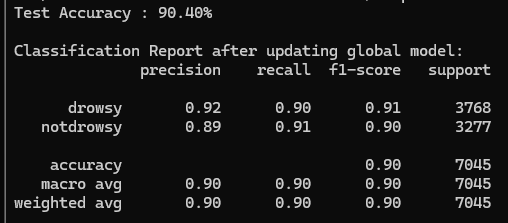 Test Accuracy : 90.40%
Classification Report after updating global model:
precision recall f1-score support
drowsy 0.92 0.90 0.91 3768
notdrowsy 0.89 0.91 0.90 3277
accuracy 0.90 7045
macro avg 0.90 0.90 0.90 7045
weighted avg 0.90 0.90 0.90 7045